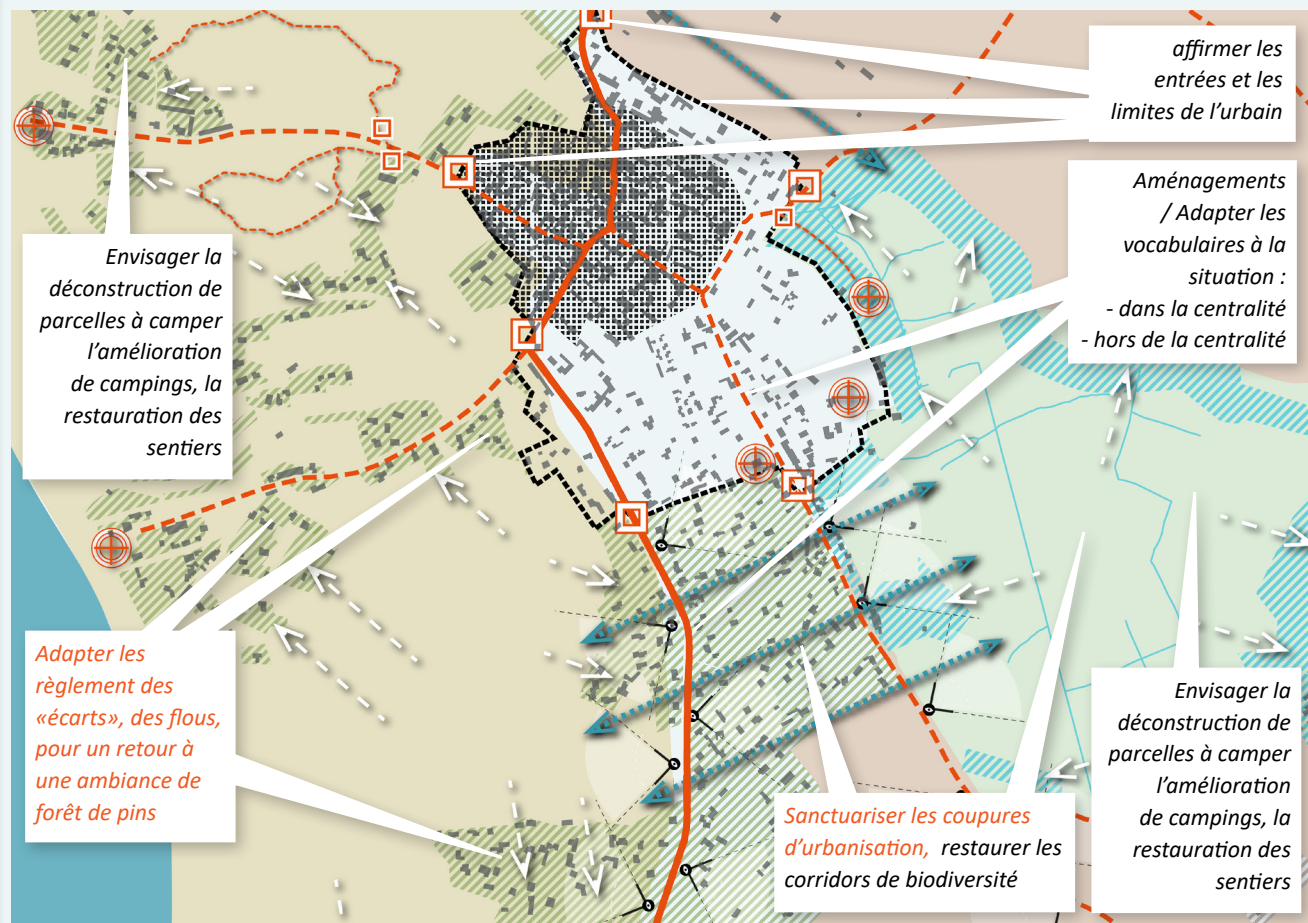 affirmer les
entrées et les
limites de l’urbain
Aménagements
/ Adapter les
vocabulaires à la
situation :
- dans la centralité
- hors de la centralité
Envisager la
déconstruction de
parcelles à camper
l’amélioration
de campings, la
restauration des
sentiers
Adapter les
règlement des
«écarts», des flous,
pour un retour à
une ambiance de
forêt de pins
Sanctuariser les coupures
d’urbanisation, restaurer les
corridors de biodiversité
Envisager la
déconstruction de
parcelles à camper
l’amélioration
de campings, la
restauration des
sentiers